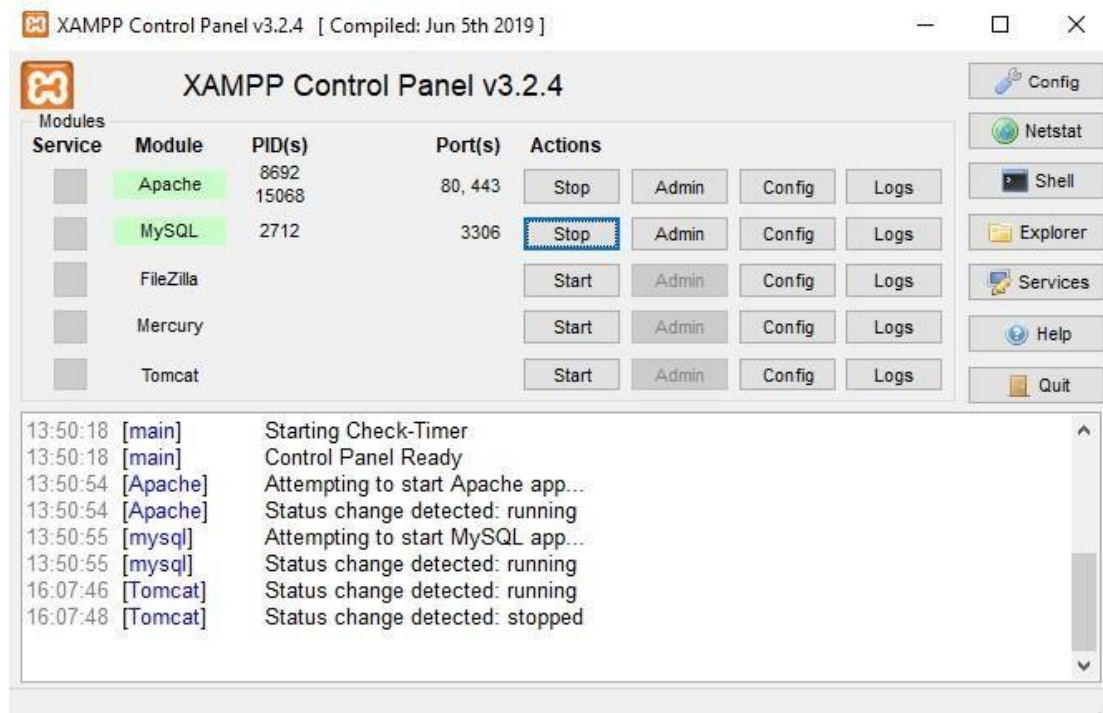 XAMPP Control Panel v3.2.4 [ Compiled: Jun 5th 2019 ]
XAMPP Control Panel v3.2.4
Config
Modules
Netstat
Service Module PID(s) Port(s) Actions
Apache 8692 15068 80, 443 Stop Admin Config Logs
Shell
MySQL 2712 3306 Stop Admin Config Logs
Explorer
FileZilla Start Admin Config Logs
Services
Mercury Start Admin Config Logs
Help
Tomcat Start Admin Config Logs
Quit
13:50:18 [main] Starting Check-Timer
13:50:18 [main] Control Panel Ready
13:50:54 [Apache] Attempting to start Apache app...
13:50:54 [Apache] Status change detected: running
13:50:55 [mysql] Attempting to start MySQL app...
13:50:55 [mysql] Status change detected: running
16:07:46 [Tomcat] Status change detected: running
16:07:48 [Tomcat] Status change detected: stopped